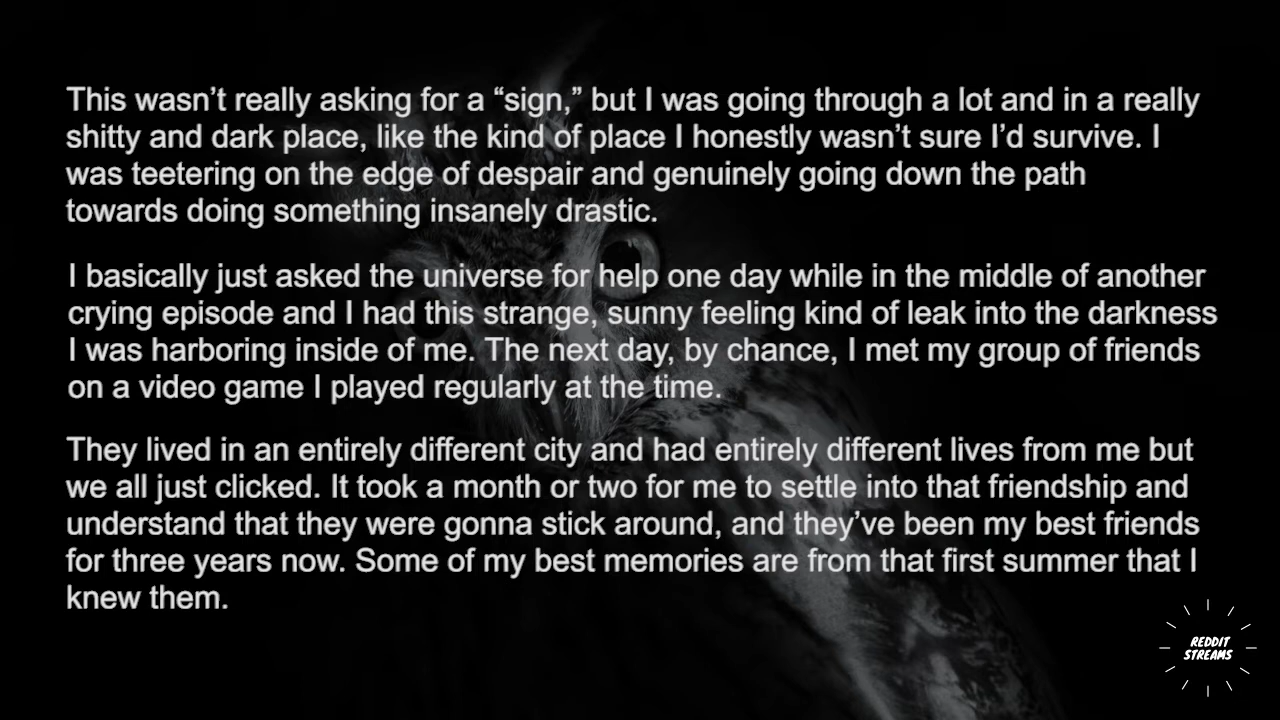 This wasn’t really asking for a “sign,” but I was going through a lot and in a really
shitty and dark place, like the kind of place I honestly wasn’t sure I’d survive. I
was teetering on the edge of despair and genuinely going down the path
towards doing something insanely drastic.
I basically just asked the universe for help one day while in the middle of another
crying episode and I had this strange, sunny feeling kind of leak into the darkness
I was harboring inside of me. The next day, by chance, I met my group of friends
on a video game I played regularly at the time.
They lived in an entirely different city and had entirely different lives from me but
we all just clicked. It took a month or two for me to settle into that friendship and
understand that they were gonna stick around, and they’ve been my best friends
for three years now. Some of my best memories are from that first summer that I
knew them.
REDDIT
STREAMS